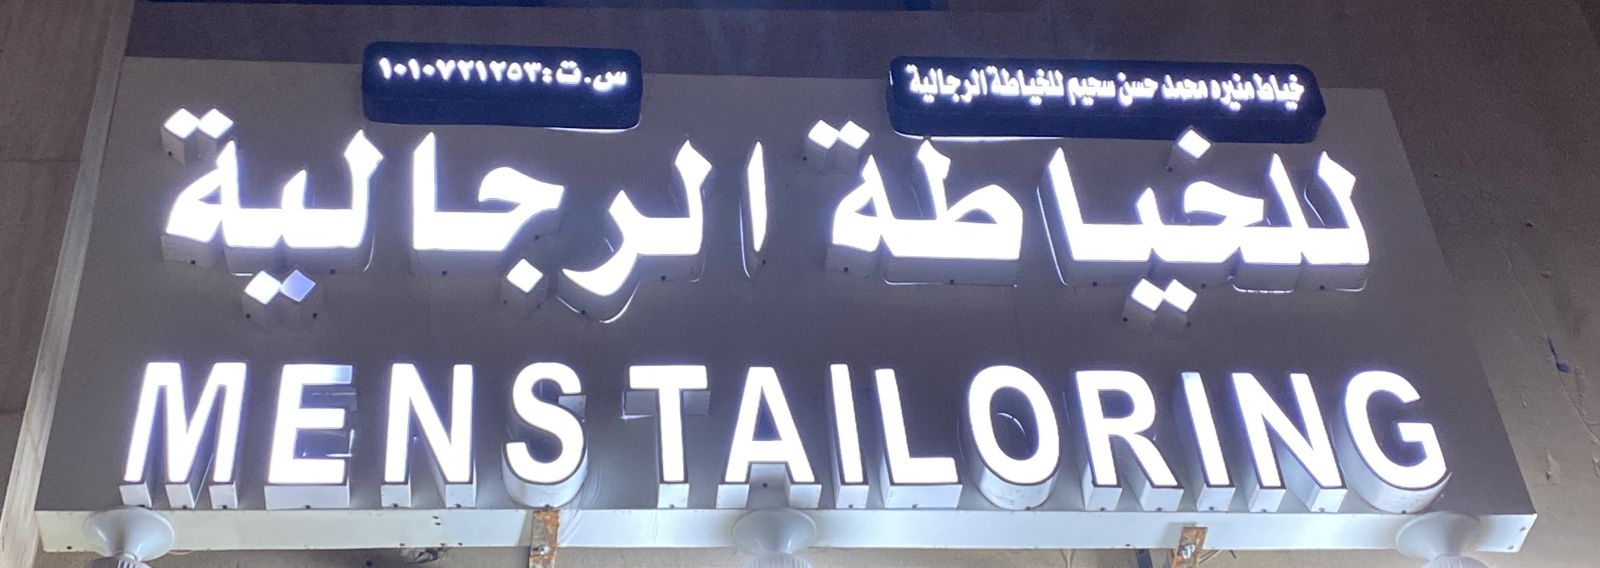 خياط منيره محمد حسن سحيم للخياطة الرجالية
س.ت: ١٠١٠٧٢١٢٥٣
للخياطة الرجالية
MENS TAILORING